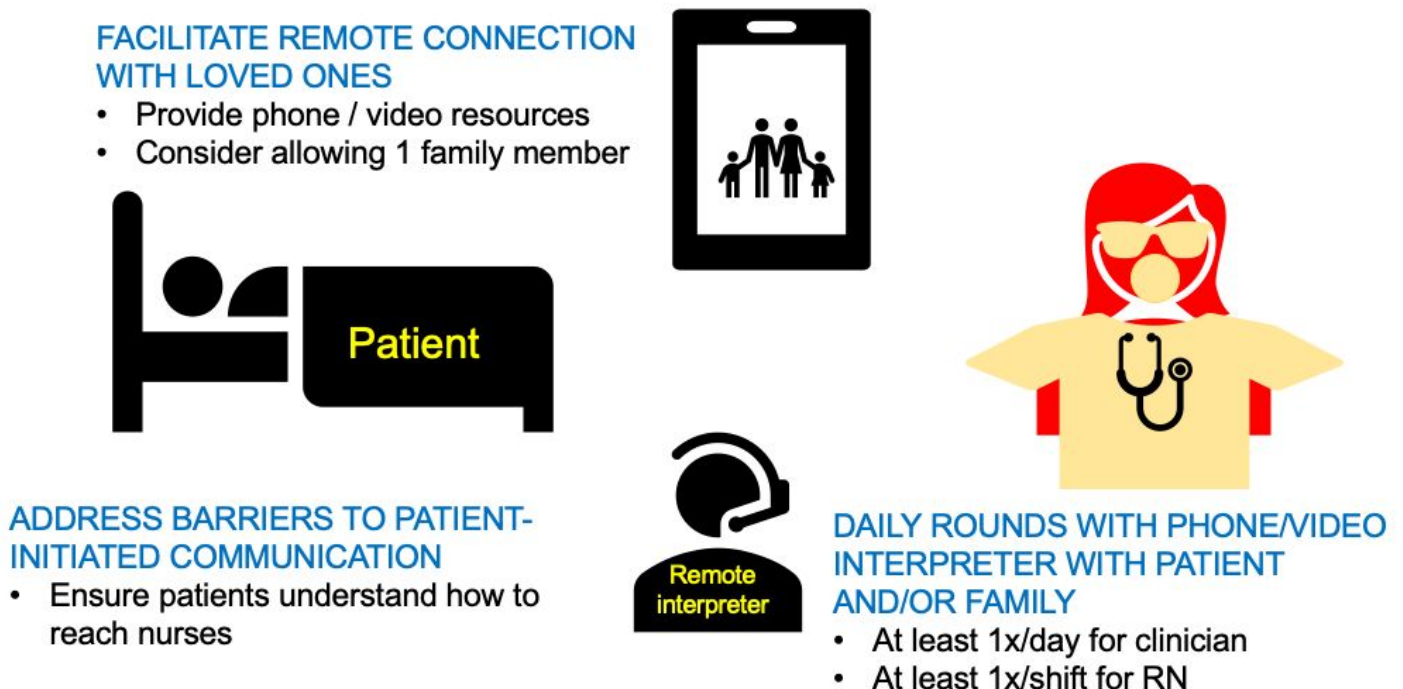 FACILITATE REMOTE CONNECTION
WITH LOVED ONES
• Provide phone / video resources
• Consider allowing 1 family member
Patient
ADDRESS BARRIERS TO PATIENT-
INITIATED COMMUNICATION
• Ensure patients understand how to
reach nurses
Remote
interpreter
DAILY ROUNDS WITH PHONE/VIDEO
INTERPRETER WITH PATIENT
AND/OR FAMILY
• At least 1x/day for clinician
• At least 1x/shift for RN